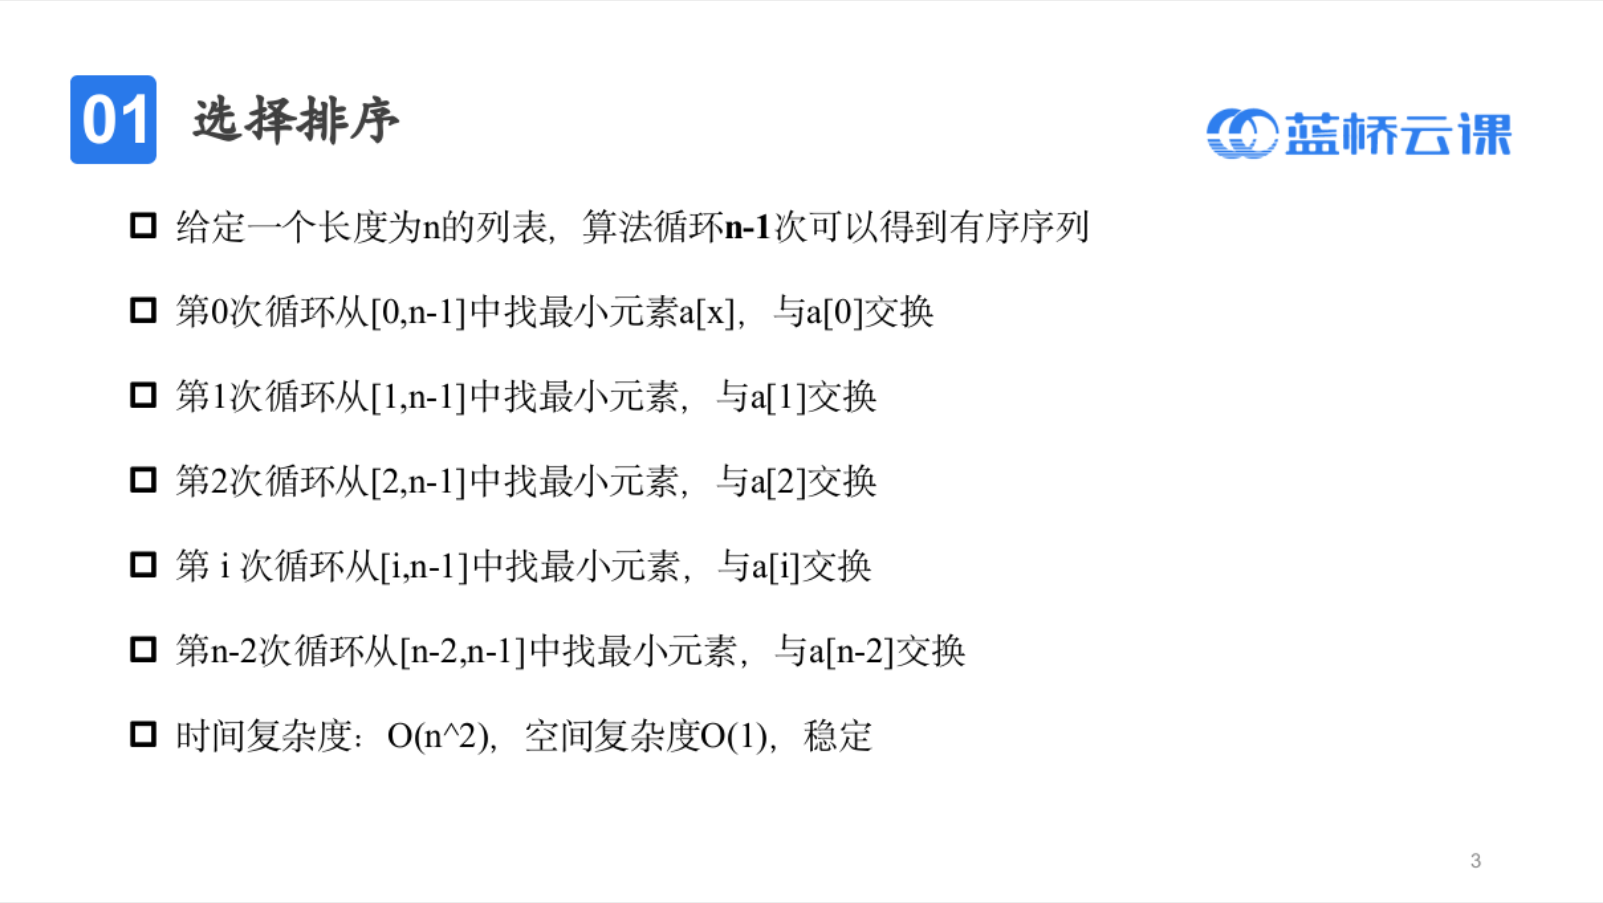 01 选择排序
蓝桥云课
给定一个长度为n的列表，算法循环n-1次可以得到有序序列
第0次循环从[0,n-1]中找最小元素a[x]，与a[0]交换
第1次循环从[1,n-1]中找最小元素，与a[1]交换
第2次循环从[2,n-1]中找最小元素，与a[2]交换
第 i 次循环从[i,n-1]中找最小元素，与a[i]交换
第n-2次循环从[n-2,n-1]中找最小元素，与a[n-2]交换
时间复杂度：O(n^2)，空间复杂度O(1)，稳定
3